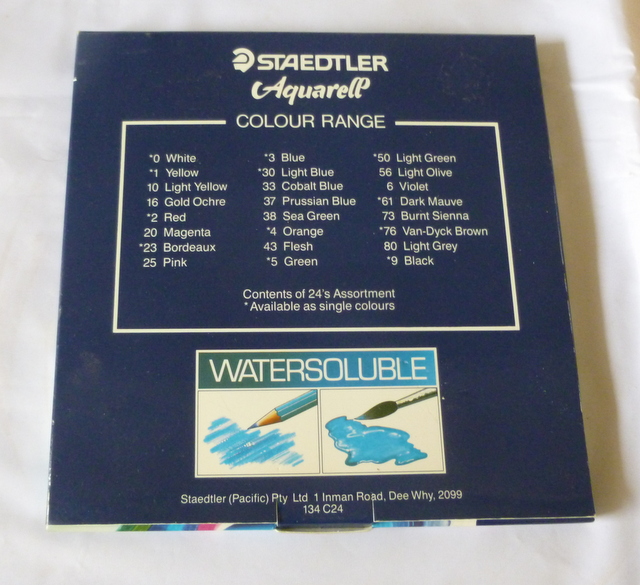 STAEDTLER
Aquarell
COLOUR RANGE
*0 White
*1 Yellow
10 Light Yellow
16 Gold Ochre
*2 Red
20 Magenta
*23 Bordeaux
25 Pink
*3 Blue
*30 Light Blue
33 Cobalt Blue
37 Prussian Blue
38 Sea Green
*4 Orange
43 Flesh
*5 Green
*50 Light Green
56 Light Olive
6 Violet
*61 Dark Mauve
73 Burnt Sienna
*76 Van-Dyck Brown
80 Light Grey
*9 Black
Contents of 24's Assortment
*Available as single colours
WATERSOLUBLE
Staedtler (Pacific) Pty Ltd 1 Inman Road, Dee Why, 2099
134 C24